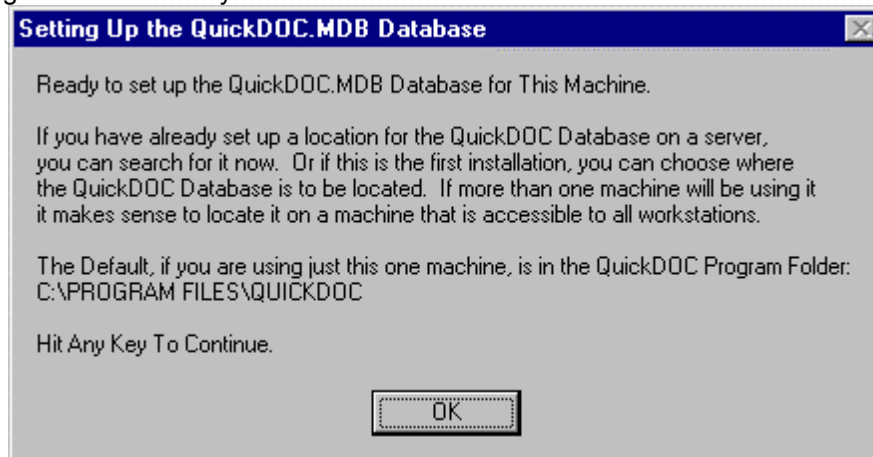 Setting Up the QuickDOC.MDB Database
Ready to set up the QuickDOC.MDB Database for This Machine.
If you have already set up a location for the QuickDOC Database on a server,
you can search for it now. Or if this is the first installation, you can choose where
the QuickDOC Database is to be located. If more than one machine will be using it
it makes sense to locate it on a machine that is accessible to all workstations.
The Default, if you are using just this one machine, is in the QuickDOC Program Folder:
C:\PROGRAM FILES\QUICKDOC
Hit Any Key To Continue.
OK